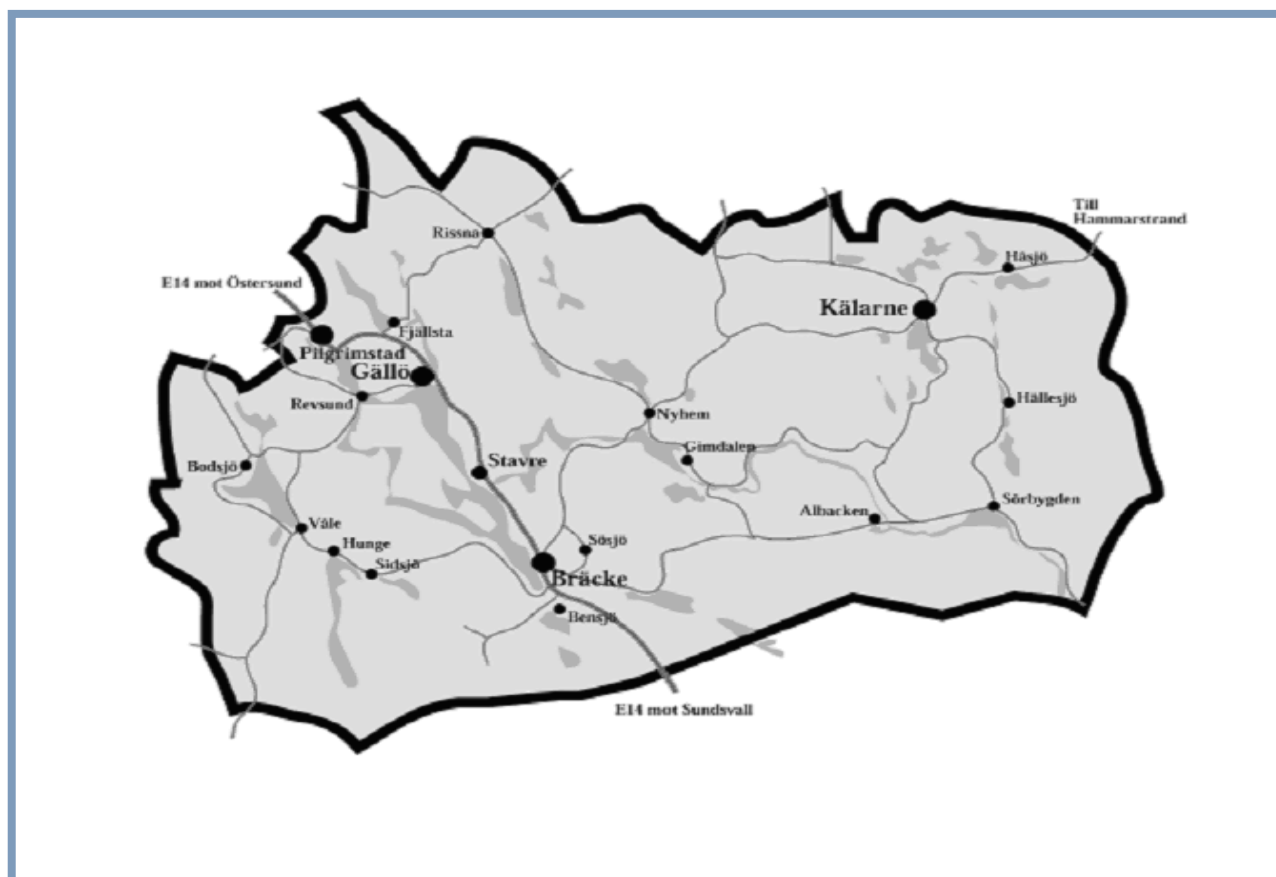 Till
Hammarstrand
Rissna
Håsjö
E14 mot Östersund
Kälarne
Fjällsta
Pilgrimstad
Gällö
Revsund
Hällesjö
Nyhem
Gimdalen
Bodsjö
Stavre
Sörbygden
Albacken
Våle
Hunge
Sösjö
Sidsjö
Bräcke
Bensjö
E14 mot Sundsvall